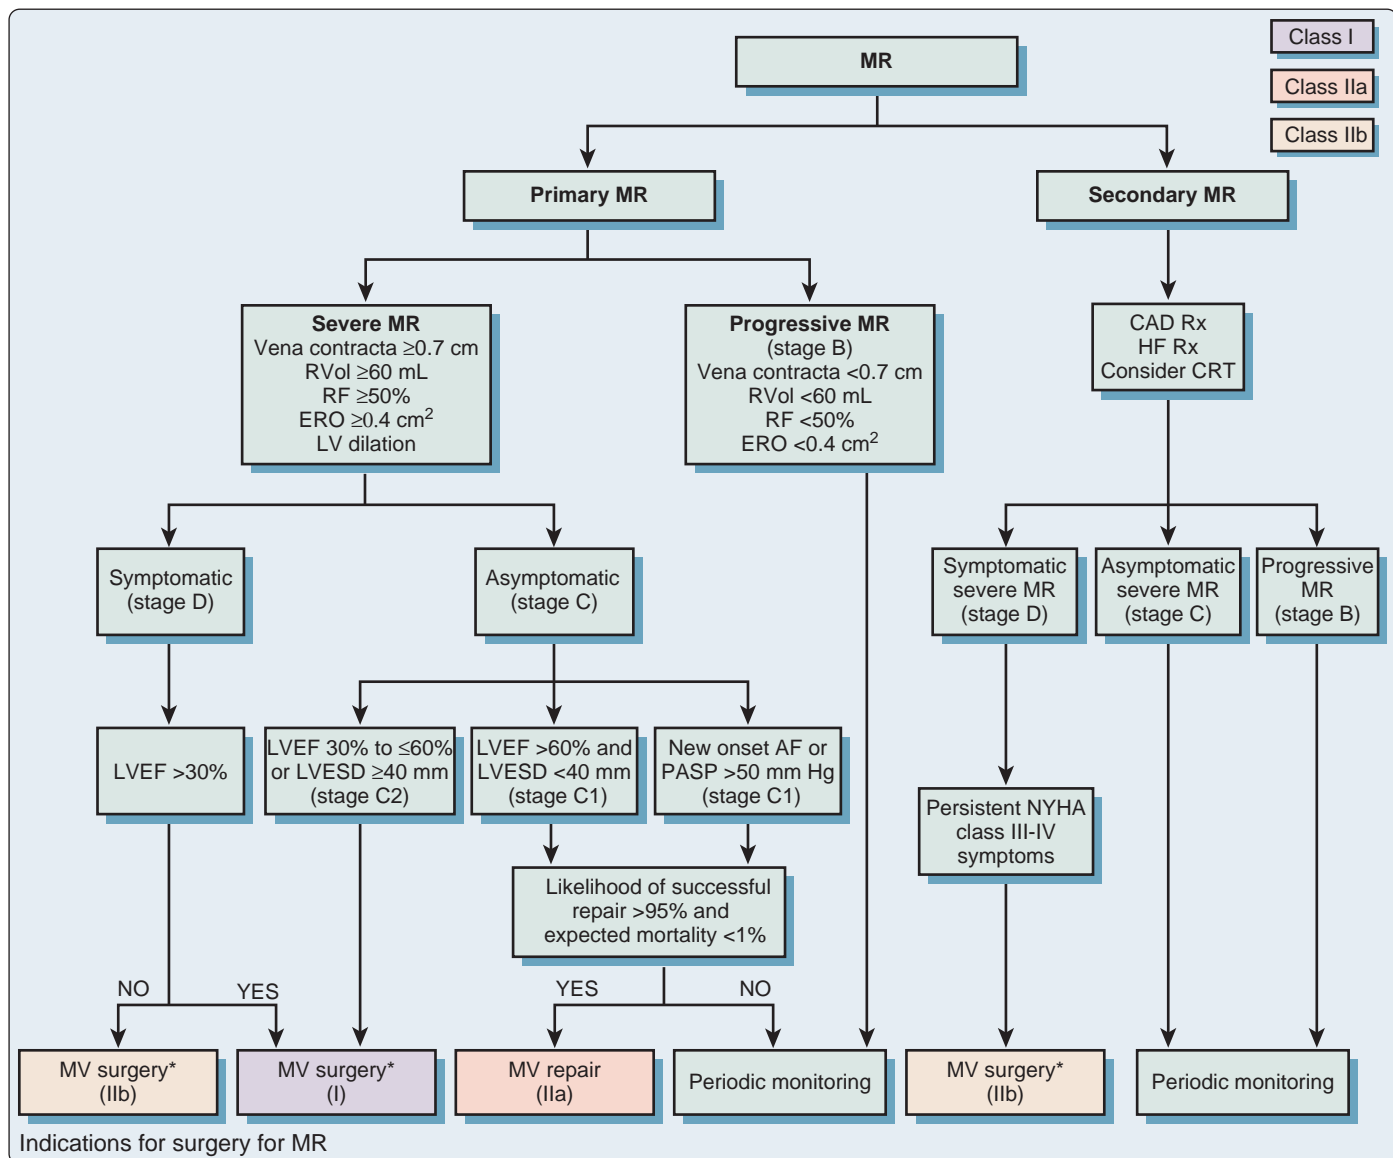 MR
Class I
Class IIa
Class IIb
Primary MR
Secondary MR
Severe MR
Vena contracta ≥0.7 cm
RVol ≥60 mL
RF ≥50%
ERO ≥0.4 cm²
LV dilation
Progressive MR
(stage B)
Vena contracta <0.7 cm
RVol <60 mL
RF <50%
ERO <0.4 cm²
CAD Rx
HF Rx
Consider CRT
Symptomatic
(stage D)
Asymptomatic
(stage C)
Symptomatic
severe MR
(stage D)
Asymptomatic
severe MR
(stage C)
Progressive
MR
(stage B)
LVEF >30%
LVEF 30% to ≤60%
or LVESD ≥40 mm
(stage C2)
LVEF >60% and
LVESD <40 mm
(stage C1)
New onset AF or
PASP >50 mm Hg
(stage C1)
Persistent NYHA
class III-IV
symptoms
Likelihood of successful
repair >95% and
expected mortality <1%
NO
YES
YES
NO
MV surgery*
(IIb)
MV surgery*
(I)
MV repair
(IIa)
Periodic monitoring
MV surgery*
(IIb)
Periodic monitoring
Indications for surgery for MR